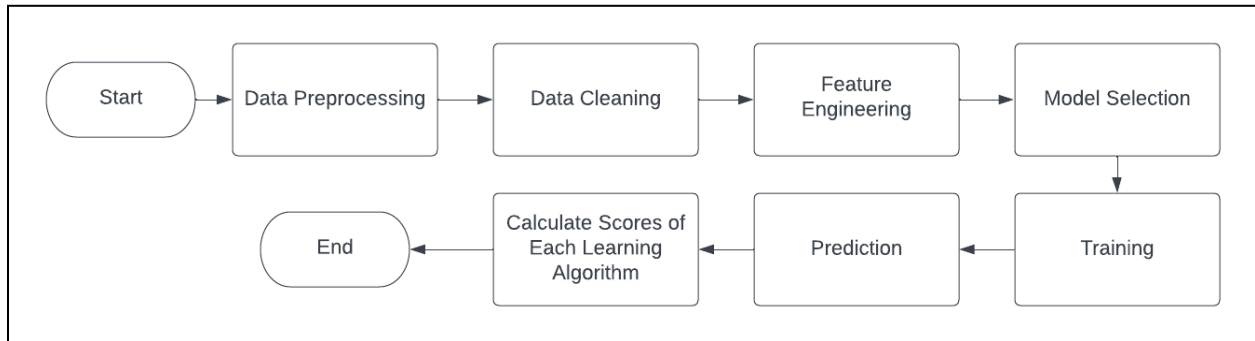 Start
Data Preprocessing
Data Cleaning
Feature
Engineering
Model Selection
Training
Prediction
Calculate Scores of
Each Learning
Algorithm
End